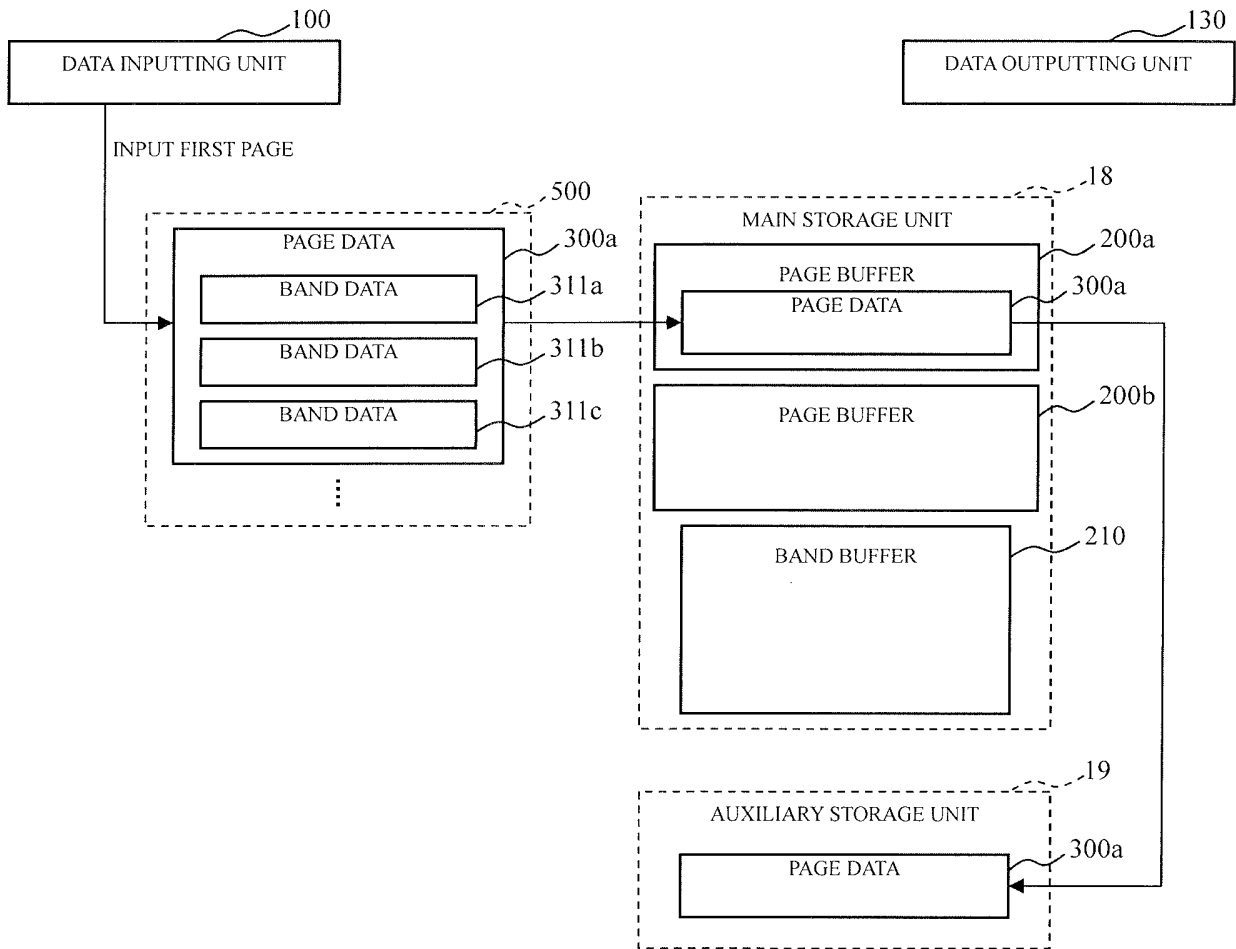 100
130
DATA INPUTTING UNIT
DATA OUTPUTTING UNIT
INPUT FIRST PAGE
500
18
PAGE DATA
300a
MAIN STORAGE UNIT
200a
BAND DATA
311a
PAGE BUFFER
PAGE DATA
300a
BAND DATA
311b
BAND DATA
311c
PAGE BUFFER
200b
BAND BUFFER
210
19
AUXILIARY STORAGE UNIT
PAGE DATA
300a